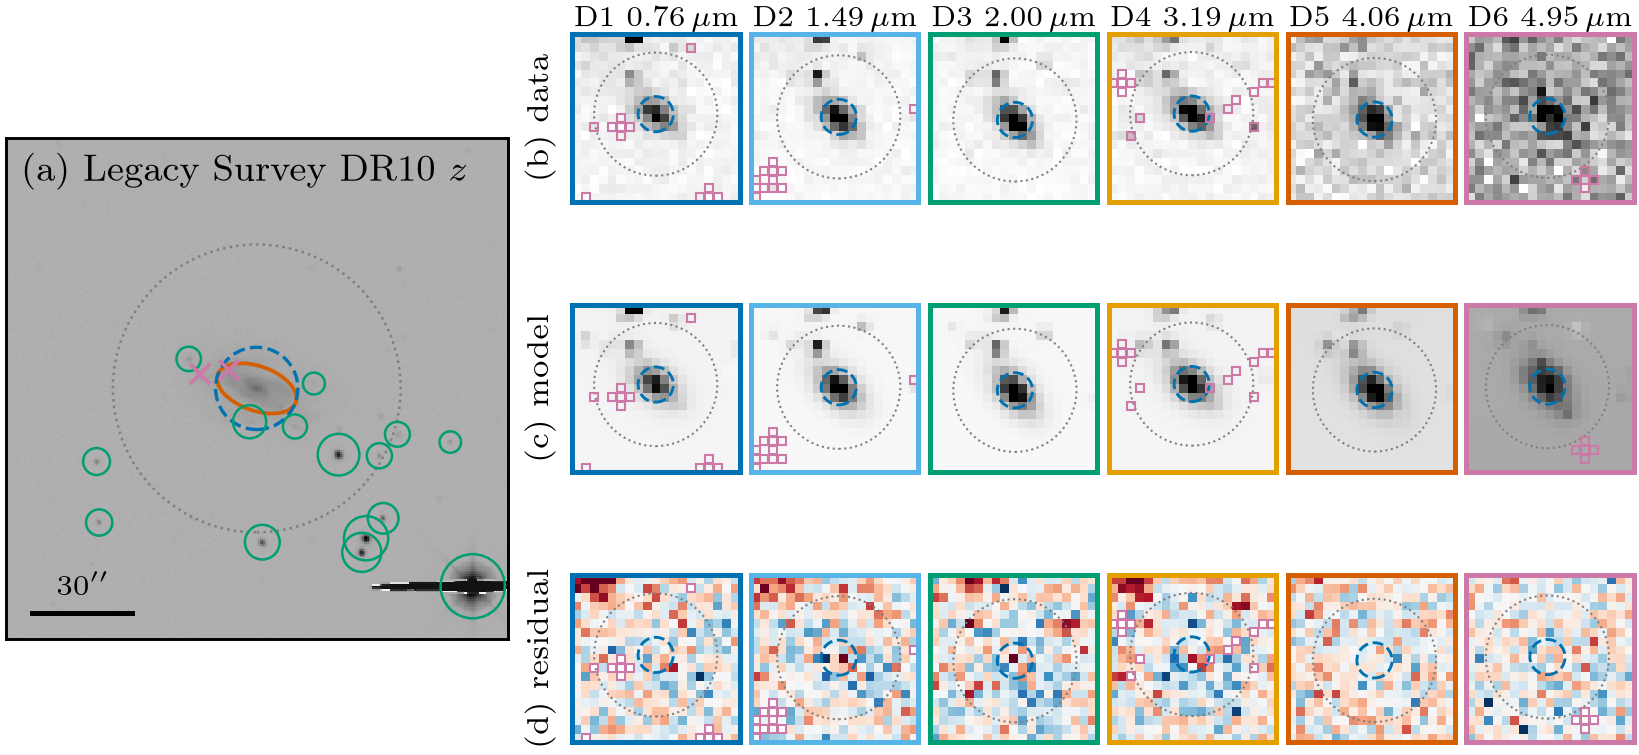 D1 0.76 μm D2 1.49 μm D3 2.00 μm D4 3.19 μm D5 4.06 μm D6 4.95 μm
(a) Legacy Survey DR10 z
30′′
(b) data
(c) model
(d) residual